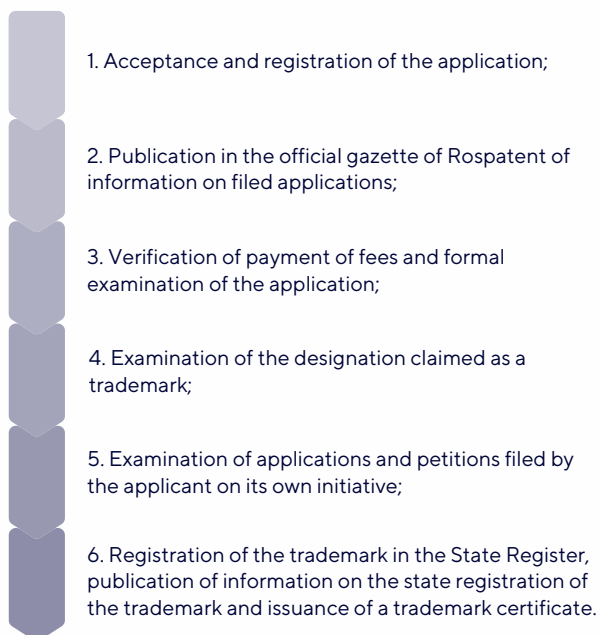 1. Acceptance and registration of the application;
2. Publication in the official gazette of Rospatent of
information on filed applications;
3. Verification of payment of fees and formal
examination of the application;
4. Examination of the designation claimed as a
trademark;
5. Examination of applications and petitions filed by
the applicant on its own initiative;
6. Registration of the trademark in the State Register,
publication of information on the state registration of
the trademark and issuance of a trademark certificate.